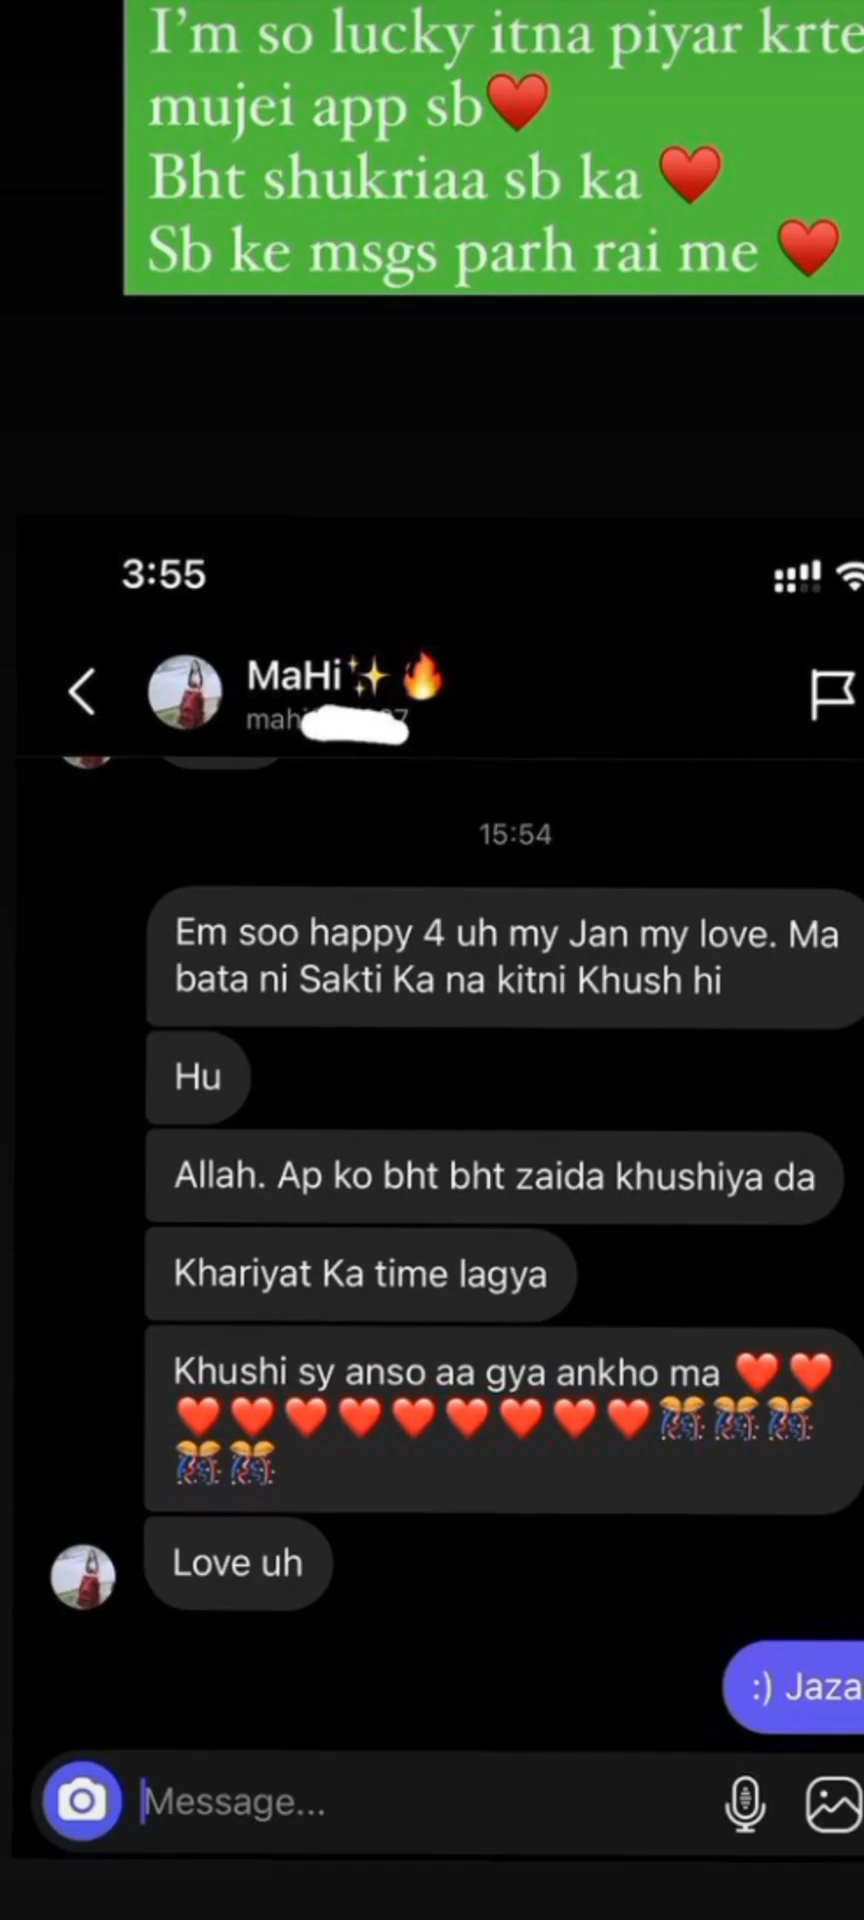 I'm so lucky itna piyar krte
mujei app sb❤️
Bht shukriaa sb ka ❤️
Sb ke msgs parh rai me ❤️
3:55
MaHi✨🔥
mah
15:54
Em soo happy 4 uh my Jan my love. Ma
bata ni Sakti Ka na kitni Khush hi
Hu
Allah. Ap ko bht bht zaida khushiya da
Khariyat Ka time lagya
Khushi sy anso aa gya ankho ma ❤️❤️
❤️❤️❤️❤️❤️❤️❤️❤️❤️🎊🎊🎊
🎊🎊
Love uh
:) Jaza
Message...